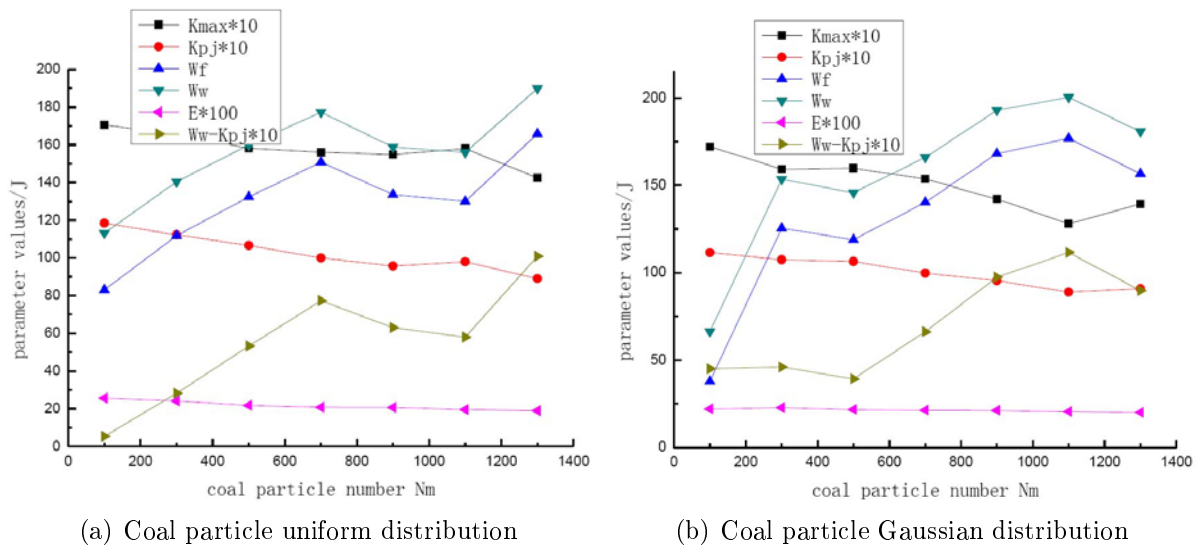 Kmax*10
Kpj*10
Wf
Ww
E*100
Ww-Kpj*10
parameter values/J
200
180
160
140
120
100
80
60
40
20
0
0 200 400 600 800 1000 1200 1400
coal particle number Nm
(a) Coal particle uniform distribution
Kmax*10
Kpj*10
Wf
Ww
E*100
Ww-Kpj*10
parameter values/J
200
150
100
50
0
0 200 400 600 800 1000 1200 1400
coal particle number Nm
(b) Coal particle Gaussian distribution